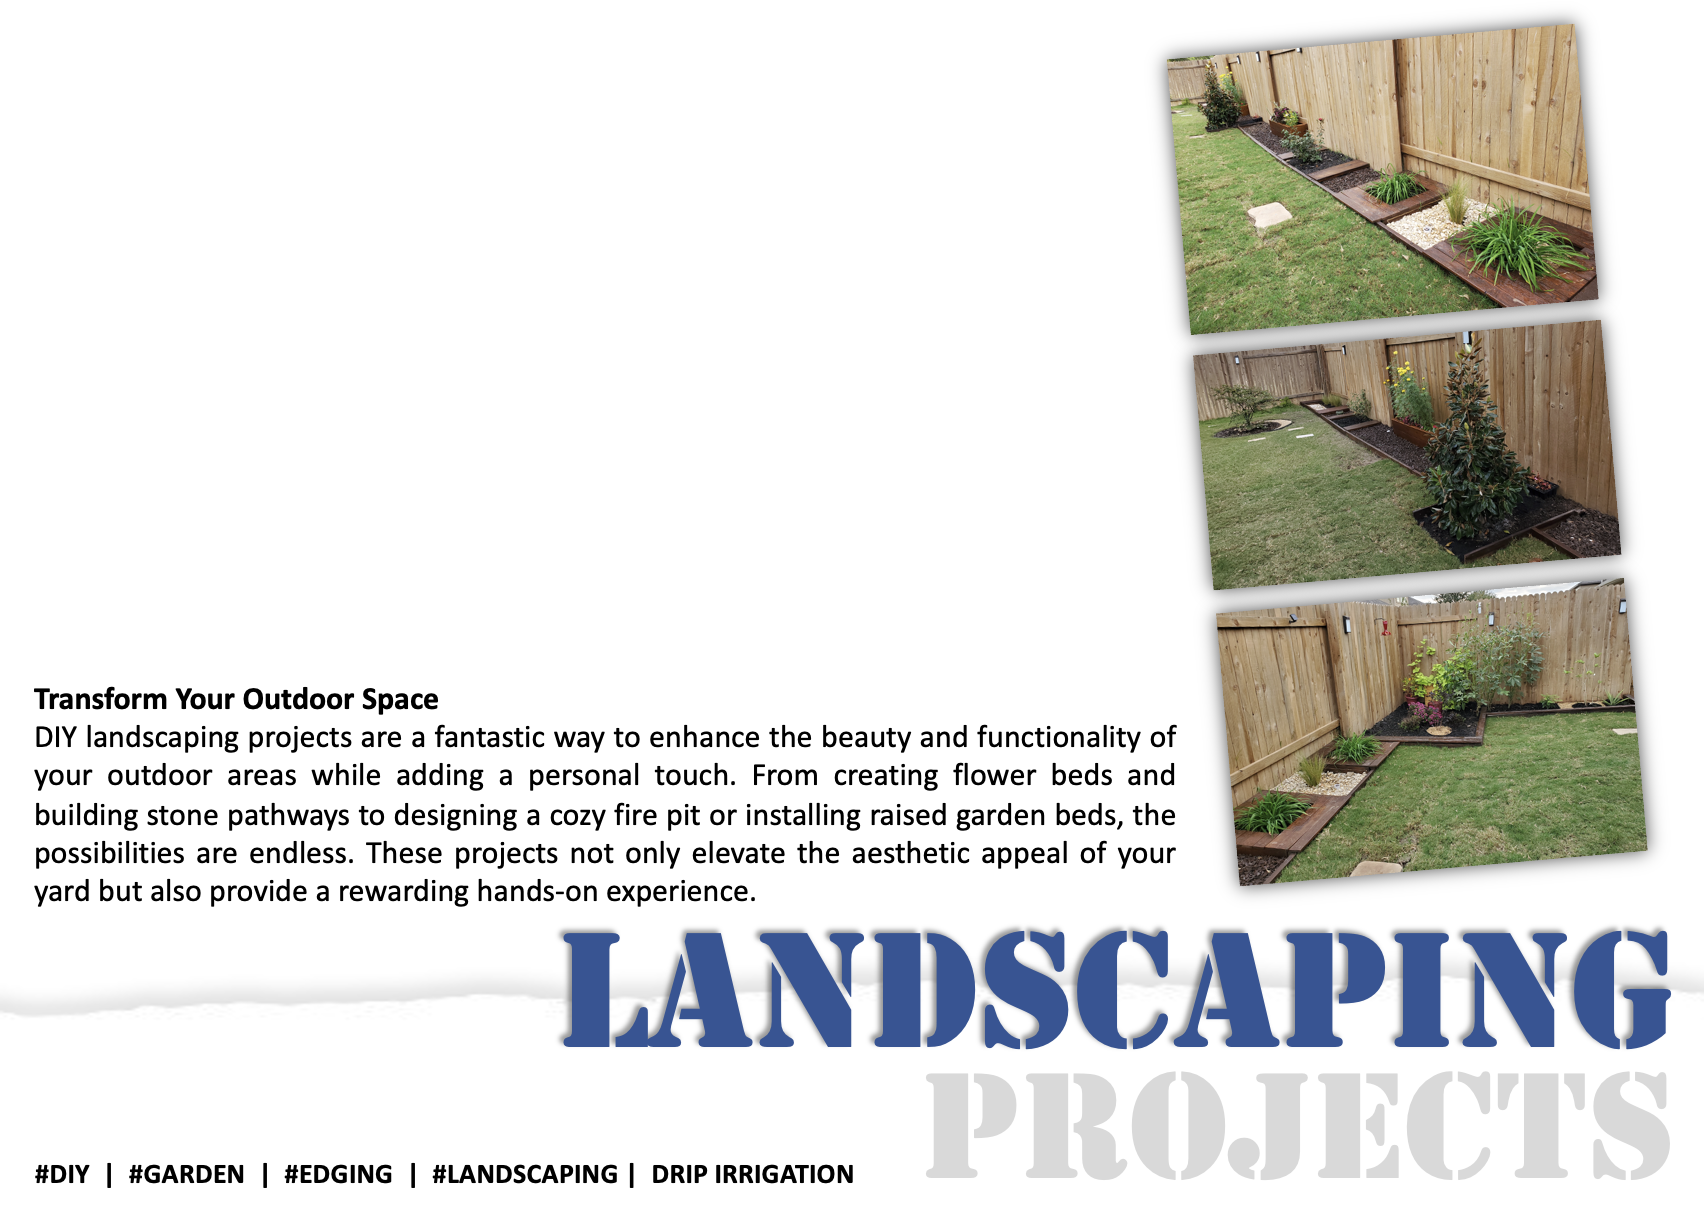 Transform Your Outdoor Space
DIY landscaping projects are a fantastic way to enhance the beauty and functionality of
your outdoor areas while adding a personal touch. From creating flower beds and
building stone pathways to designing a cozy fire pit or installing raised garden beds, the
possibilities are endless. These projects not only elevate the aesthetic appeal of your
yard but also provide a rewarding hands-on experience.
LANDSCAPING
PROJECTS
#DIY | #GARDEN | #EDGING | #LANDSCAPING | DRIP IRRIGATION